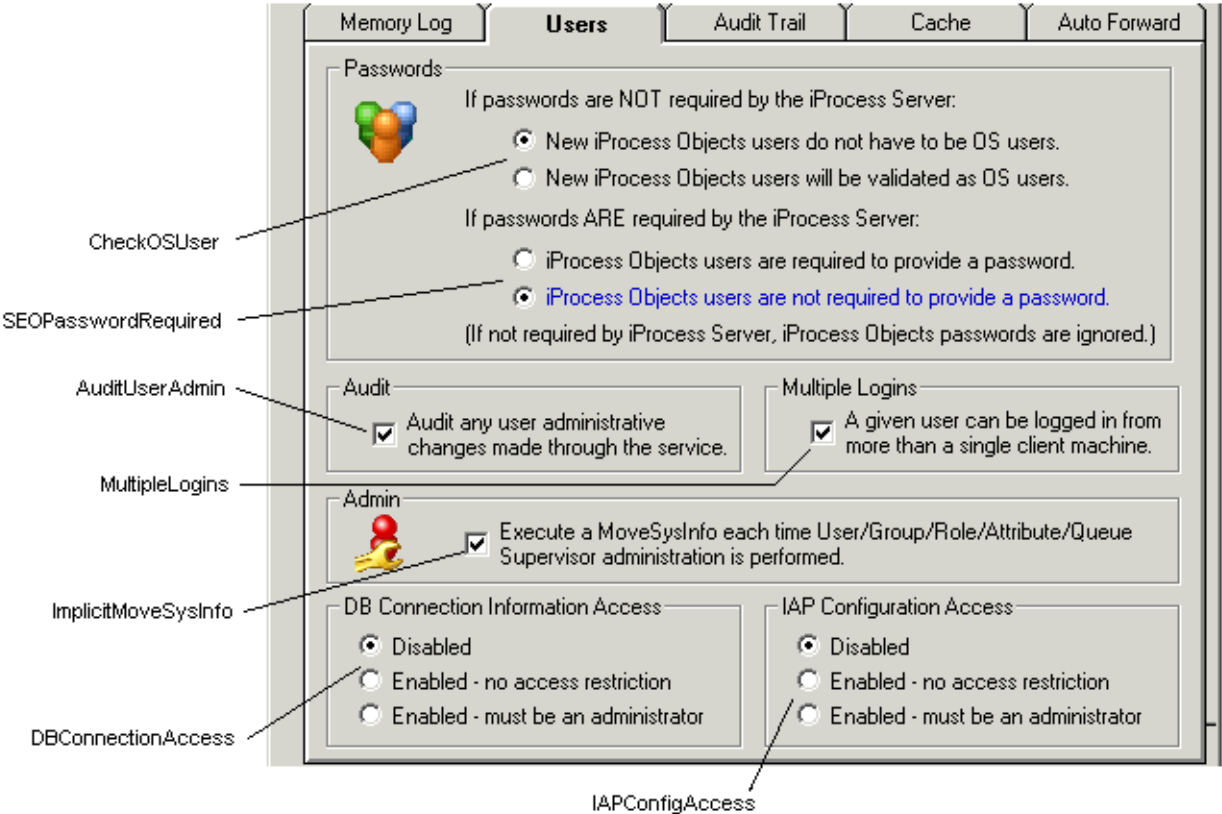 Memory Log
Users
Audit Trail
Cache
Auto Forward
Passwords
If passwords are NOT required by the iProcess Server:
New iProcess Objects users do not have to be OS users.
New iProcess Objects users will be validated as OS users.
If passwords ARE required by the iProcess Server:
CheckOSUser
iProcess Objects users are required to provide a password.
iProcess Objects users are not required to provide a password.
SEOPasswordRequired
(If not required by iProcess Server, iProcess Objects passwords are ignored.)
AuditUserAdmin
Audit
Audit any user administrative
changes made through the service.
Multiple Logins
A given user can be logged in from
more than a single client machine.
MultipleLogins
Admin
Execute a MoveSysInfo each time User/Group/Role/Attribute/Queue
Supervisor administration is performed.
ImplicitMoveSysInfo
DB Connection Information Access
Disabled
Enabled - no access restriction
Enabled - must be an administrator
DBConnectionAccess
IAP Configuration Access
Disabled
Enabled - no access restriction
Enabled - must be an administrator
IAPConfigAccess